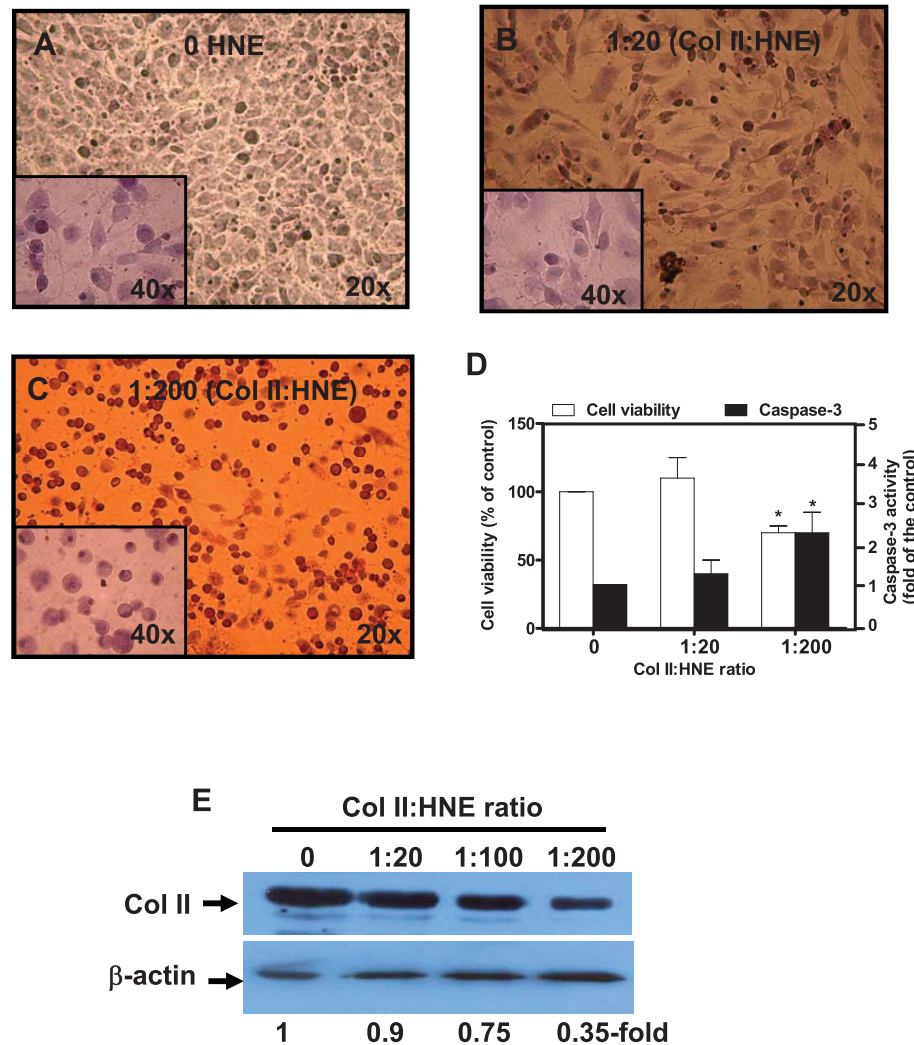 A
0 HNE
40x
20x
B
1:20 (Col II:HNE)
40x
20x
C
1:200 (Col II:HNE)
40x
20x
D
Cell viability
Caspase-3
Cell viability (% of control)
150
100
50
0
Caspase-3 activity
(fold of the control)
5
4
3
2
1
0
* *
0 1:20 1:200
Col II:HNE ratio
E
Col II:HNE ratio
0 1:20 1:100 1:200
Col II
β-actin
1 0.9 0.75 0.35-fold